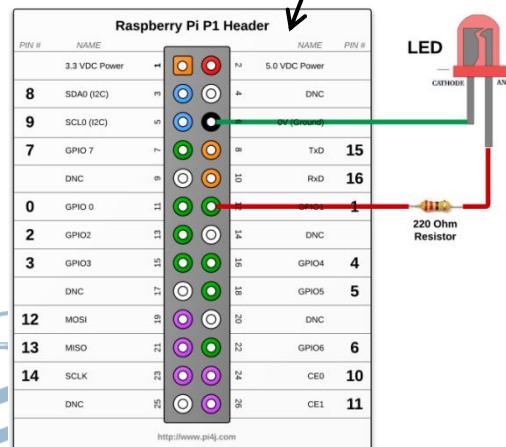 Raspberry Pi P1 Header
PIN # NAME NAME PIN #
3.3 VDC Power 1 2 5.0 VDC Power
8 SDA0 (I2C) 3 4 DNC
9 SCL0 (I2C) 5 6 0V (Ground)
7 GPIO 7 7 8 TxD 15
DNC 9 10 RxD 16
0 GPIO 0 11 12 GPIO1 1
2 GPIO2 13 14 DNC
3 GPIO3 15 16 GPIO4 4
DNC 17 18 GPIO5 5
12 MOSI 19 20 DNC
13 MISO 21 22 GPIO6 6
14 SCLK 23 24 CE0 10
DNC 25 26 CE1 11
http://www.pi4j.com
LED
CATHODE AN
220 Ohm
Resistor